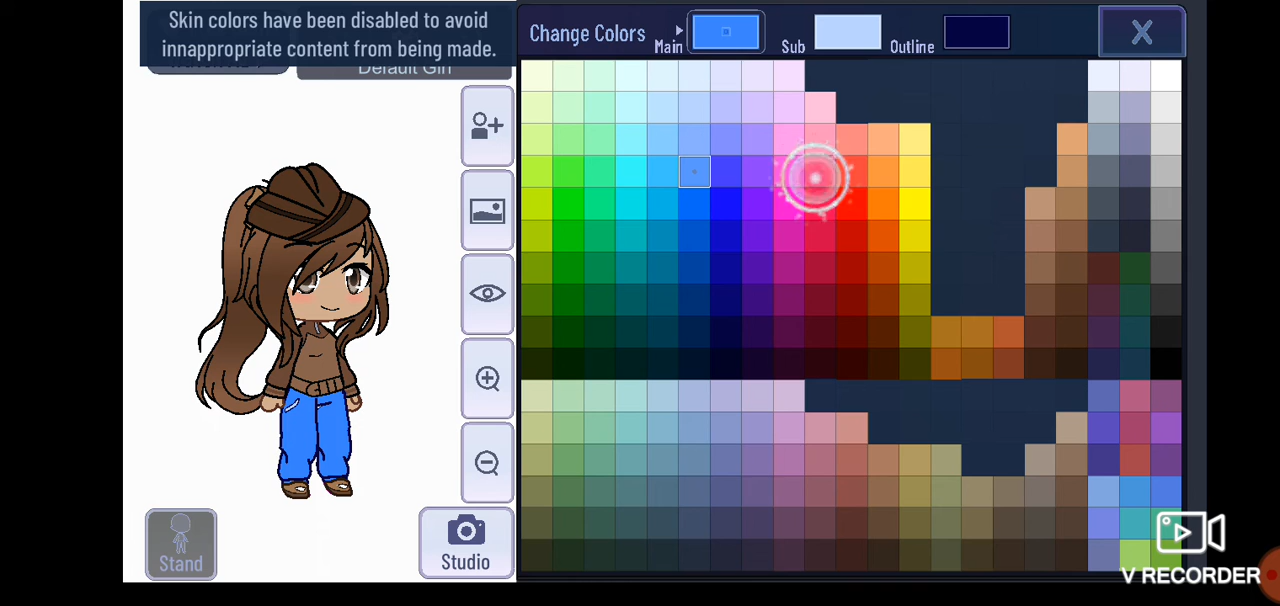 Skin colors have been disabled to avoid
innappropriate content from being made.
Default Girl
Change Colors
Main
Sub
Outline
X
Stand
Studio
V RECORDER